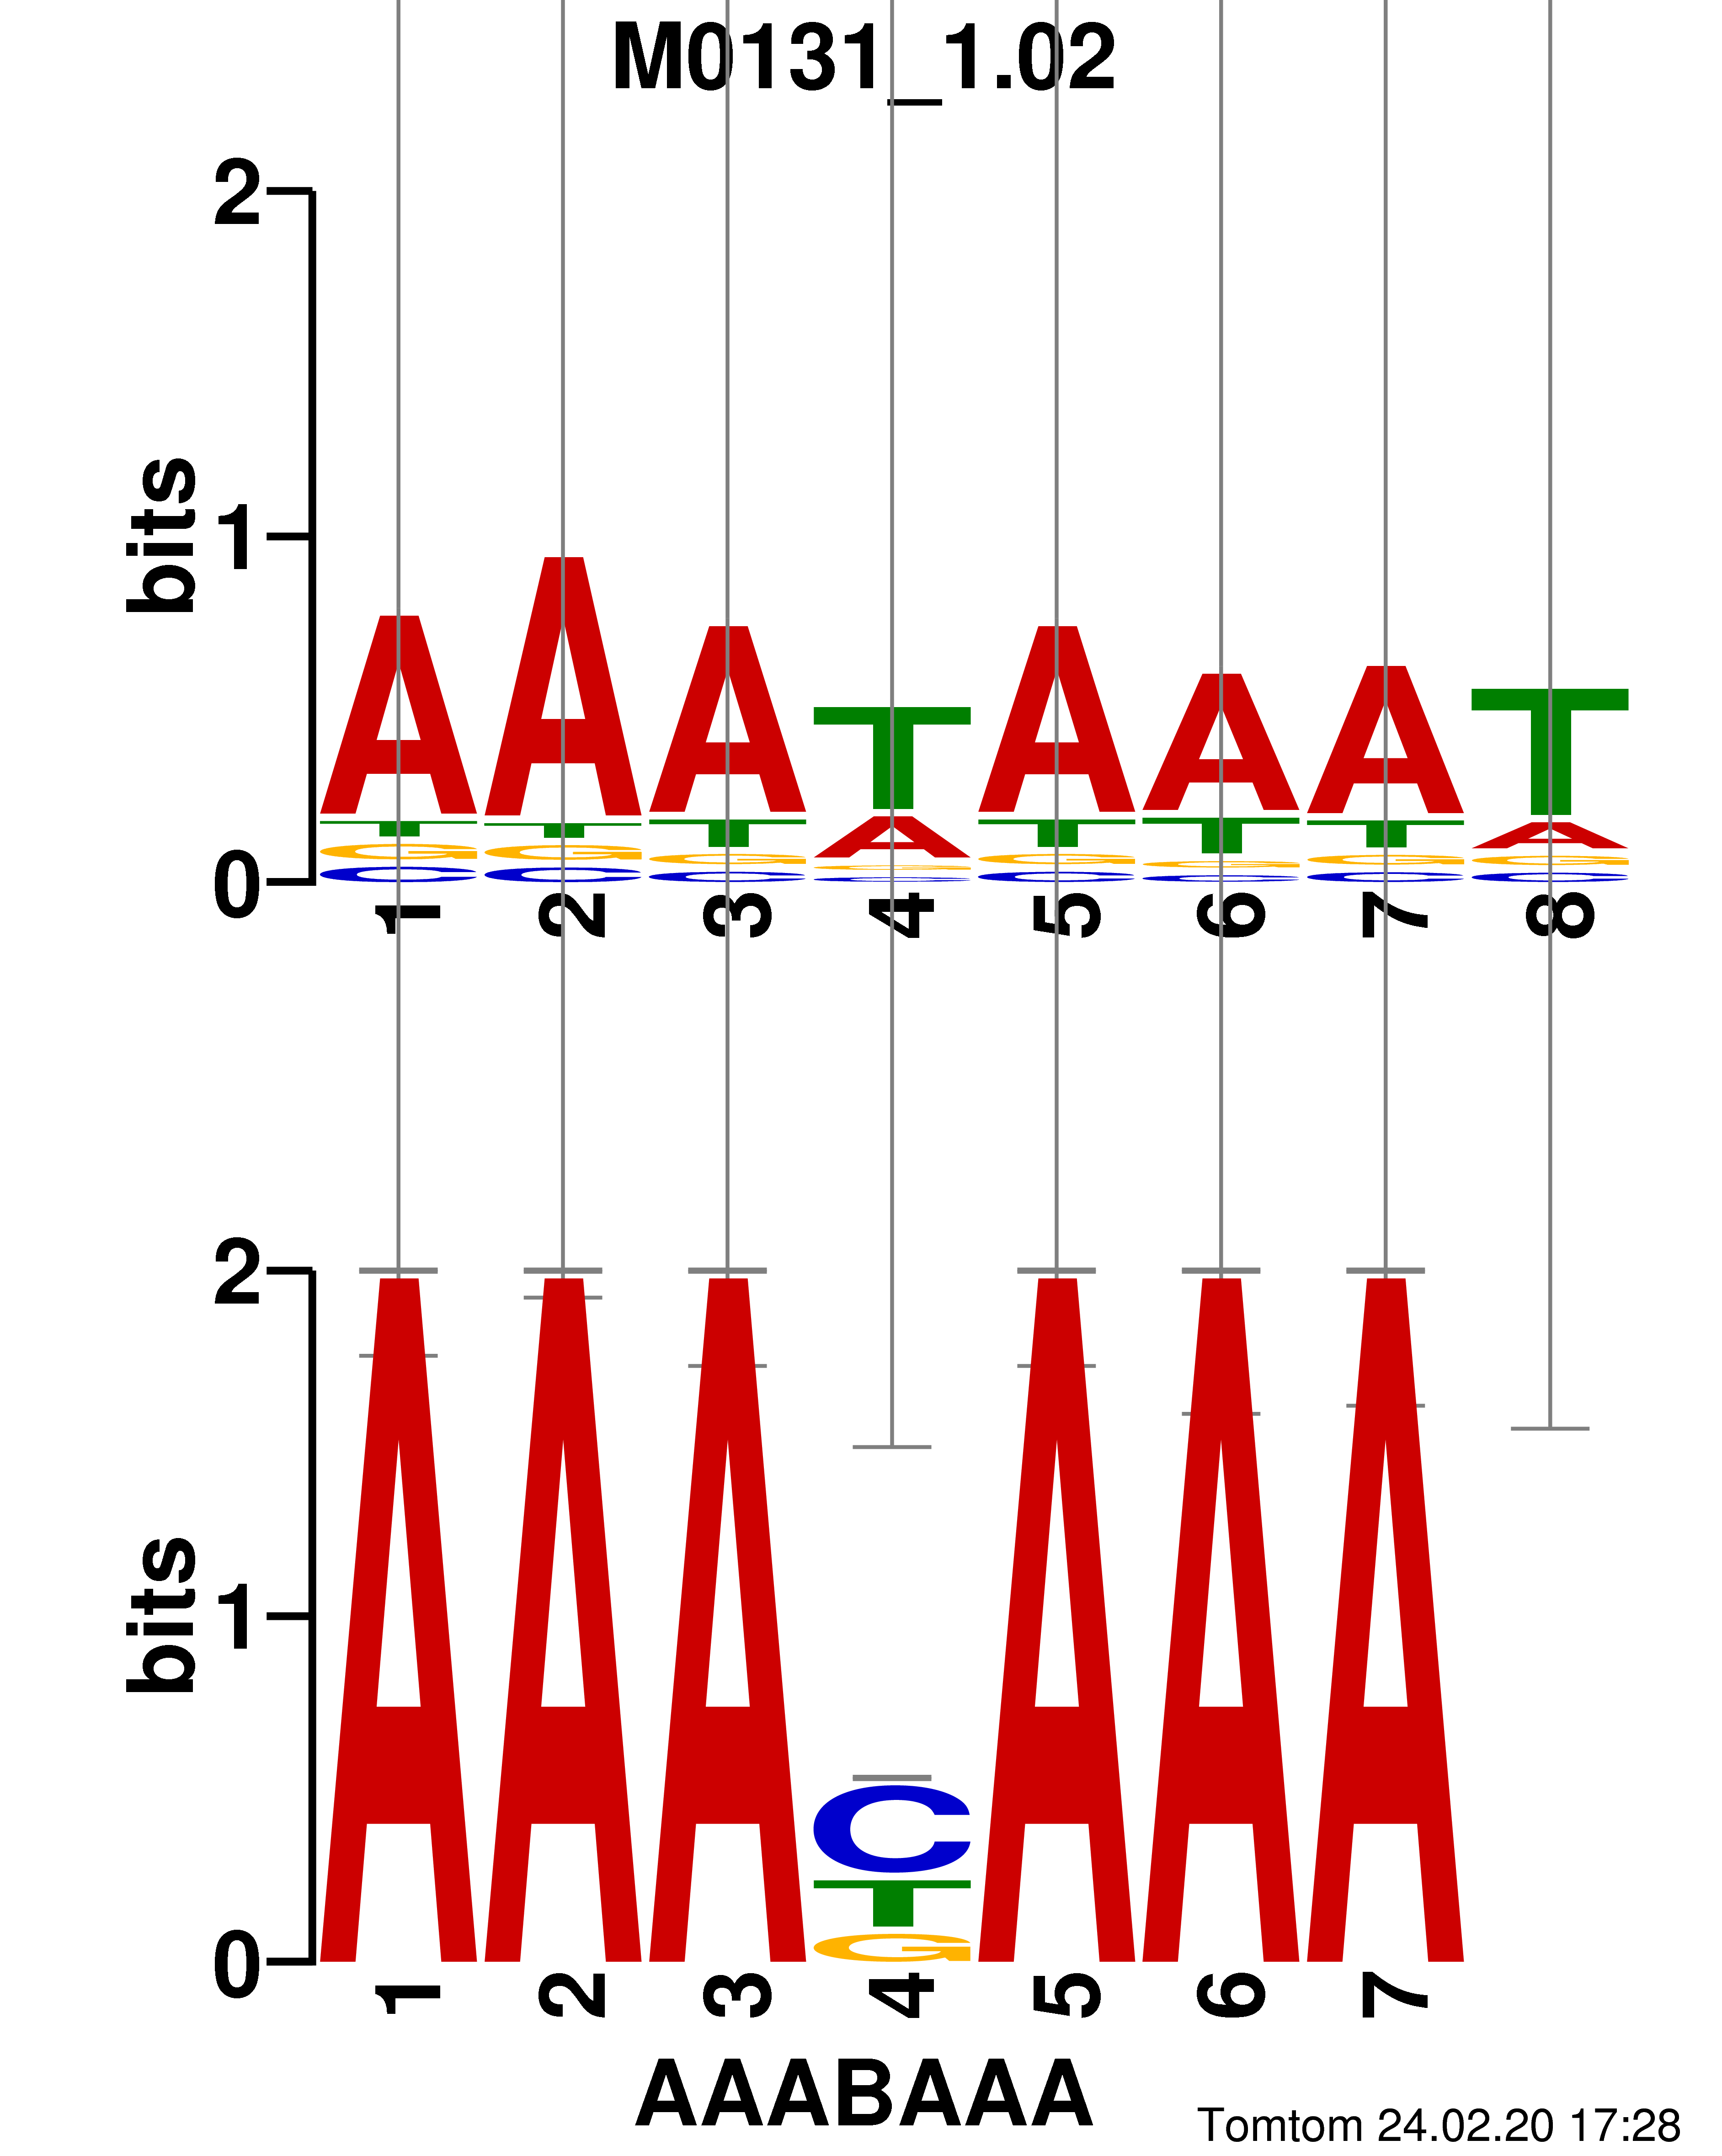 M0131_1.02
2
bits
1
0
A A A T A A A T
T T T A T T T A
G G G G G G G G
C C C C C C C C
1 2 3 4 5 6 7 8
2
bits
1
0
A A A C A A A
T
G
1 2 3 4 5 6 7
AAABAAA
Tomtom 24.02.20 17:28